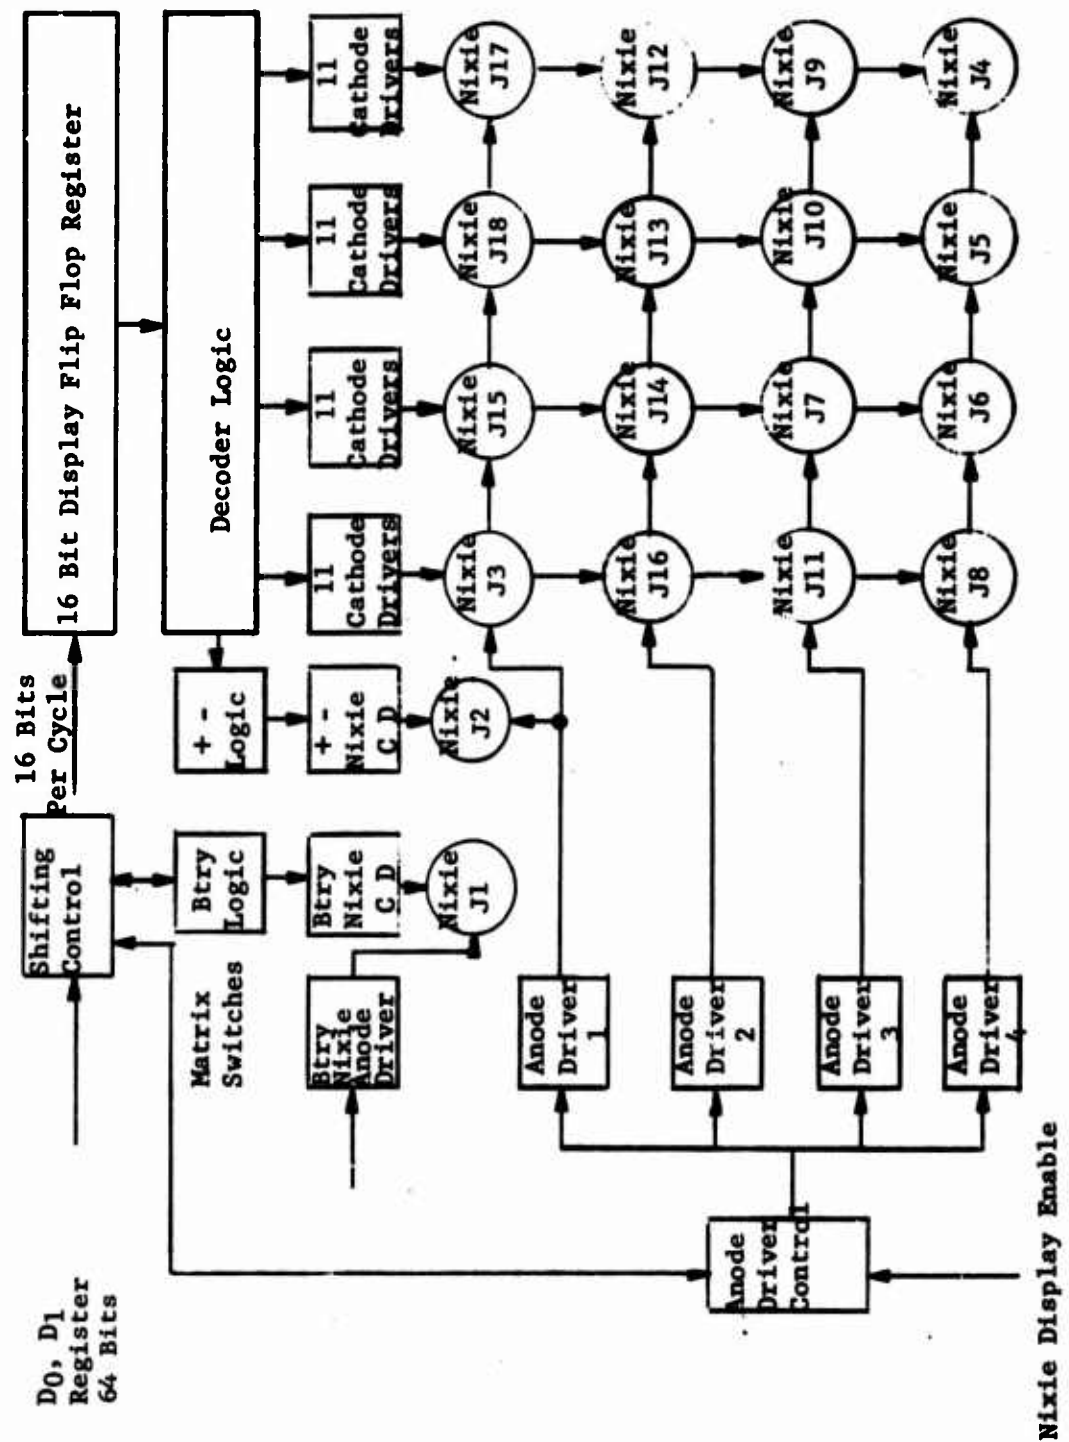 D0, D1
Register
64 Bits
Shifting
Control
16 Bits
Per Cycle
16 Bit Display Flip Flop Register
Matrix
Switches
Btry
Logic
+ -
Logic
Decoder Logic
Btry
Nixie
Anode
Driver
Btry
Nixie
C D
+ -
Nixie
C D
11
Cathode
Drivers
11
Cathode
Drivers
11
Cathode
Drivers
11
Cathode
Drivers
Nixie
J1
Nixie
J2
Nixie
J3
Nixie
J15
Nixie
J18
Nixie
J17
Anode
Driver
1
Nixie
J16
Nixie
J14
Nixie
J13
Nixie
J12
Anode
Driver
2
Nixie
J11
Nixie
J7
Nixie
J10
Nixie
J9
Anode
Driver
3
Nixie
J8
Nixie
J6
Nixie
J5
Nixie
J4
Anode
Driver
4
Anode
Driver
Control
Nixie Display Enable